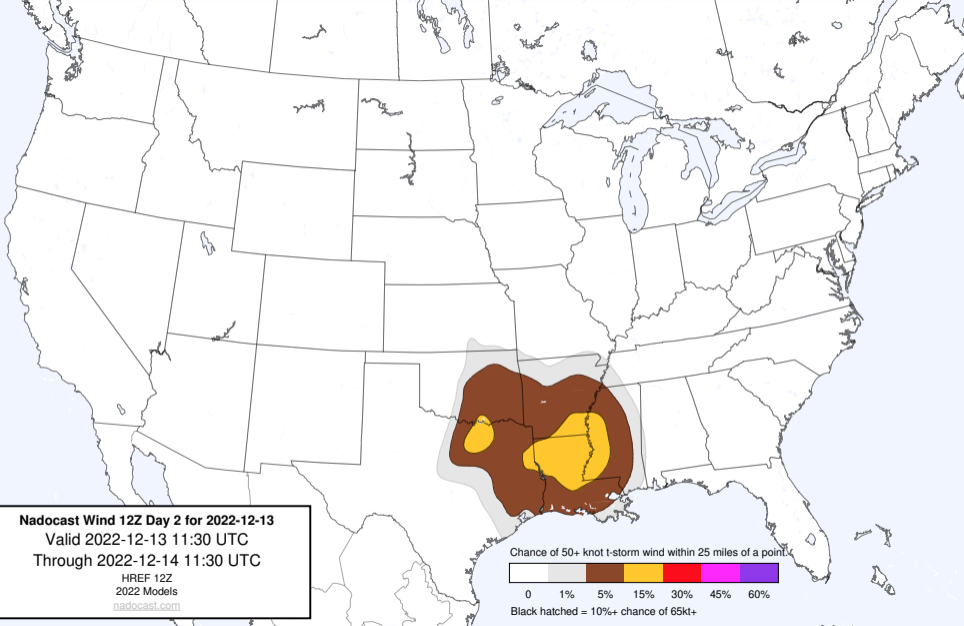 Nadocast Wind 12Z Day 2 for 2022-12-13
Valid 2022-12-13 11:30 UTC
Through 2022-12-14 11:30 UTC
HREF 12Z
2022 Models
nadocast.com
Chance of 50+ knot t-storm wind within 25 miles of a point.
0 1% 5% 15% 30% 45% 60%
Black hatched = 10%+ chance of 65kt+